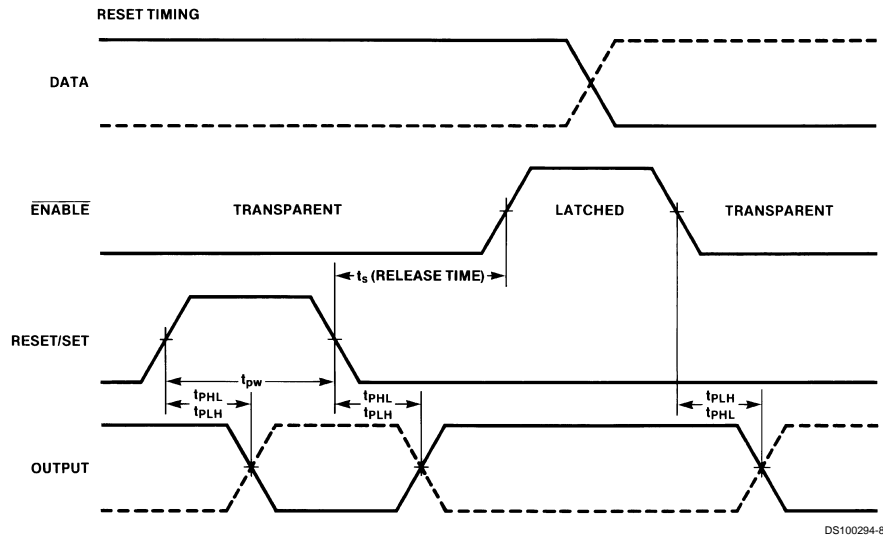 RESET TIMING
DATA
ENABLE
TRANSPARENT
LATCHED
TRANSPARENT
ts (RELEASE TIME)
RESET/SET
tpw
tPHL
tPLH
tPHL
tPLH
tPLH
tPHL
OUTPUT
DS100294-8